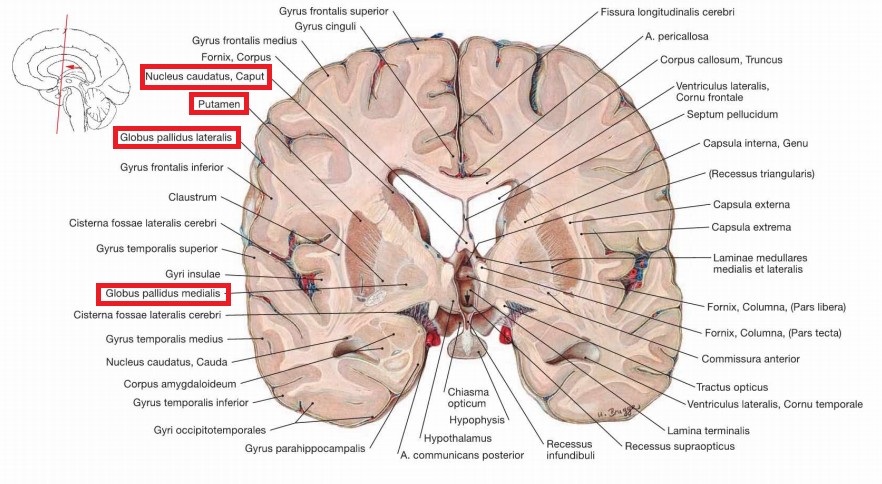 Gyrus frontalis superior
Gyrus cinguli
Gyrus frontalis medius
Fornix, Corpus
Nucleus caudatus, Caput
Putamen
Globus pallidus lateralis
Gyrus frontalis inferior
Claustrum
Cisterna fossae lateralis cerebri
Gyrus temporalis superior
Gyri insulae
Globus pallidus medialis
Cisterna fossae lateralis cerebri
Gyrus temporalis medius
Nucleus caudatus, Cauda
Corpus amygdaloideum
Gyrus temporalis inferior
Gyri occipitotemporales
Gyrus parahippocampalis
Fissura longitudinalis cerebri
A. pericallosa
Corpus callosum, Truncus
Ventriculus lateralis,
Cornu frontale
Septum pellucidum
Capsula interna, Genu
(Recessus triangularis)
Capsula externa
Capsula extrema
Laminae medullares
medialis et lateralis
Fornix, Columna, (Pars libera)
Fornix, Columna, (Pars tecta)
Commissura anterior
Tractus opticus
Ventriculus lateralis, Cornu temporale
Lamina terminalis
Recessus supraopticus
Chiasma
opticum
Hypophysis
Hypothalamus
A. communicans posterior
Recessus
infundibuli